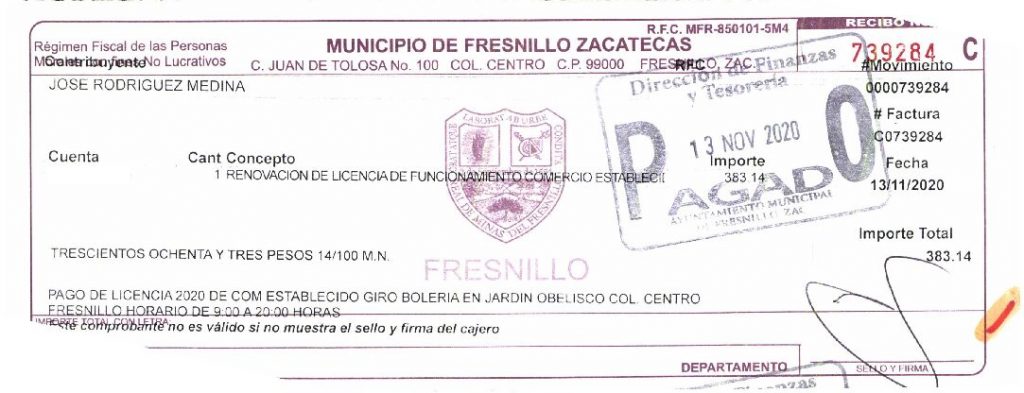 R.F.C. MFR-850101-5M4
RECIBO
Régimen Fiscal de las Personas
No Lucrativos
MUNICIPIO DE FRESNILLO ZACATECAS
C. JUAN DE TOLOSA No. 100 COL. CENTRO C.P. 99000 FRESNILLO, ZAC.
739284 C
Contribuyente
RFC
#Movimiento
JOSE RODRIGUEZ MEDINA
0000739284
Dirección de Finanzas
y Tesorería
# Factura
C0739284
13 NOV 2020
PAGADO
AYUNTAMIENTO MUNICIPAL
DE FRESNILLO ZAC
Cuenta
Cant Concepto
Importe
Fecha
1 RENOVACION DE LICENCIA DE FUNCIONAMIENTO COMERCIO ESTABLECI
383.14
13/11/2020
REAL DE MINAS DEL FRESNILLO
Importe Total
TRESCIENTOS OCHENTA Y TRES PESOS 14/100 M.N.
383.14
FRESNILLO
PAGO DE LICENCIA 2020 DE COM ESTABLECIDO GIRO BOLERIA EN JARDIN OBELISCO COL. CENTRO
FRESNILLO HORARIO DE 9:00 A 20:00 HORAS
IMPORTE TOTAL CON LETRA
*Este comprobante no es válido si no muestra el sello y firma del cajero
DEPARTAMENTO
SELLO Y FIRMA